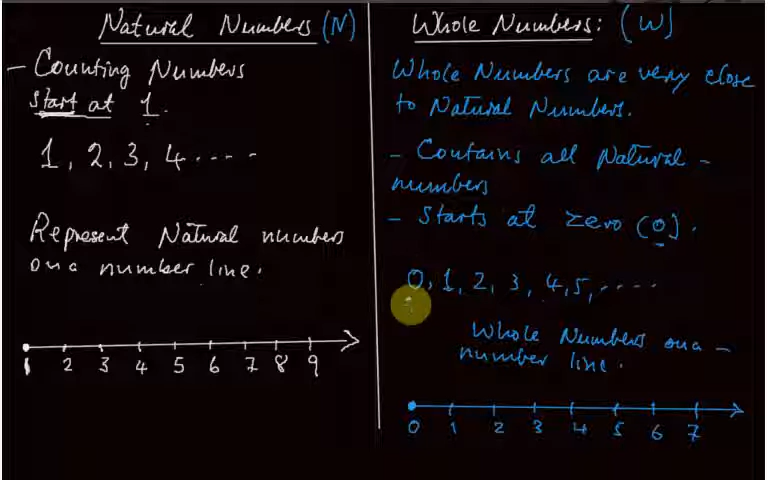 Natural Numbers (N)
- Counting Numbers
start at 1.
1, 2, 3, 4 .....
Represent Natural numbers
on a number line.
1 2 3 4 5 6 7 8 9
Whole Numbers: (W)
Whole Numbers are very close
to Natural Numbers.
- Contains all Natural -
numbers
- Starts at zero (0).
0, 1, 2, 3, 4, 5, .....
Whole Numbers on a -
number line.
0 1 2 3 4 5 6 7